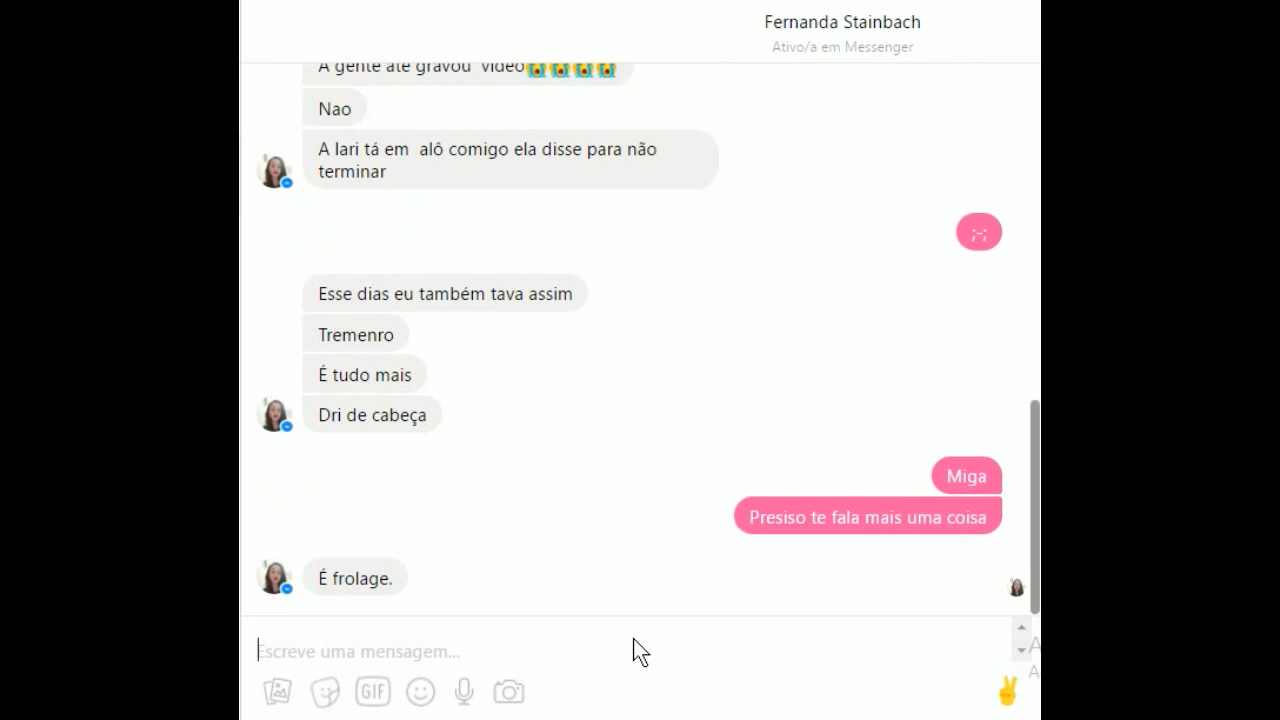 Fernanda Stainbach
Ativo/a em Messenger
A gente até gravou vídeo😭😭😭😭
Nao
A lari tá em alô comigo ela disse para não
terminar
;-;
Esse dias eu também tava assim
Tremenro
É tudo mais
Dri de cabeça
Miga
Presiso te fala mais uma coisa
É frolage.
Escreve uma mensagem...
GIF
A
A